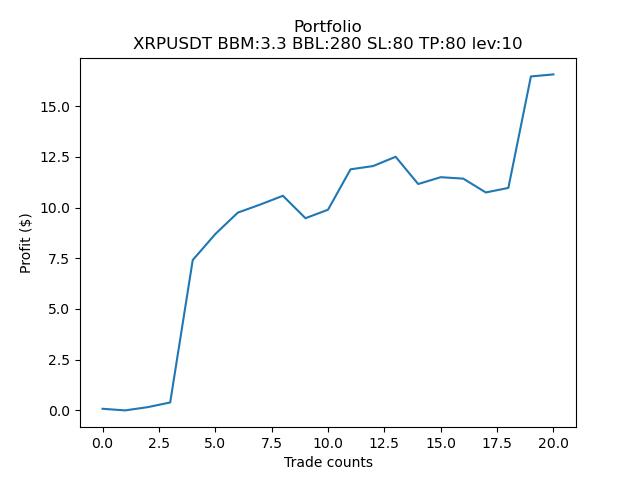 Portfolio
XRPUSDT BBM:3.3 BBL:280 SL:80 TP:80 lev:10
Profit ($)
15.0
12.5
10.0
7.5
5.0
2.5
0.0
0.0 2.5 5.0 7.5 10.0 12.5 15.0 17.5 20.0
Trade counts